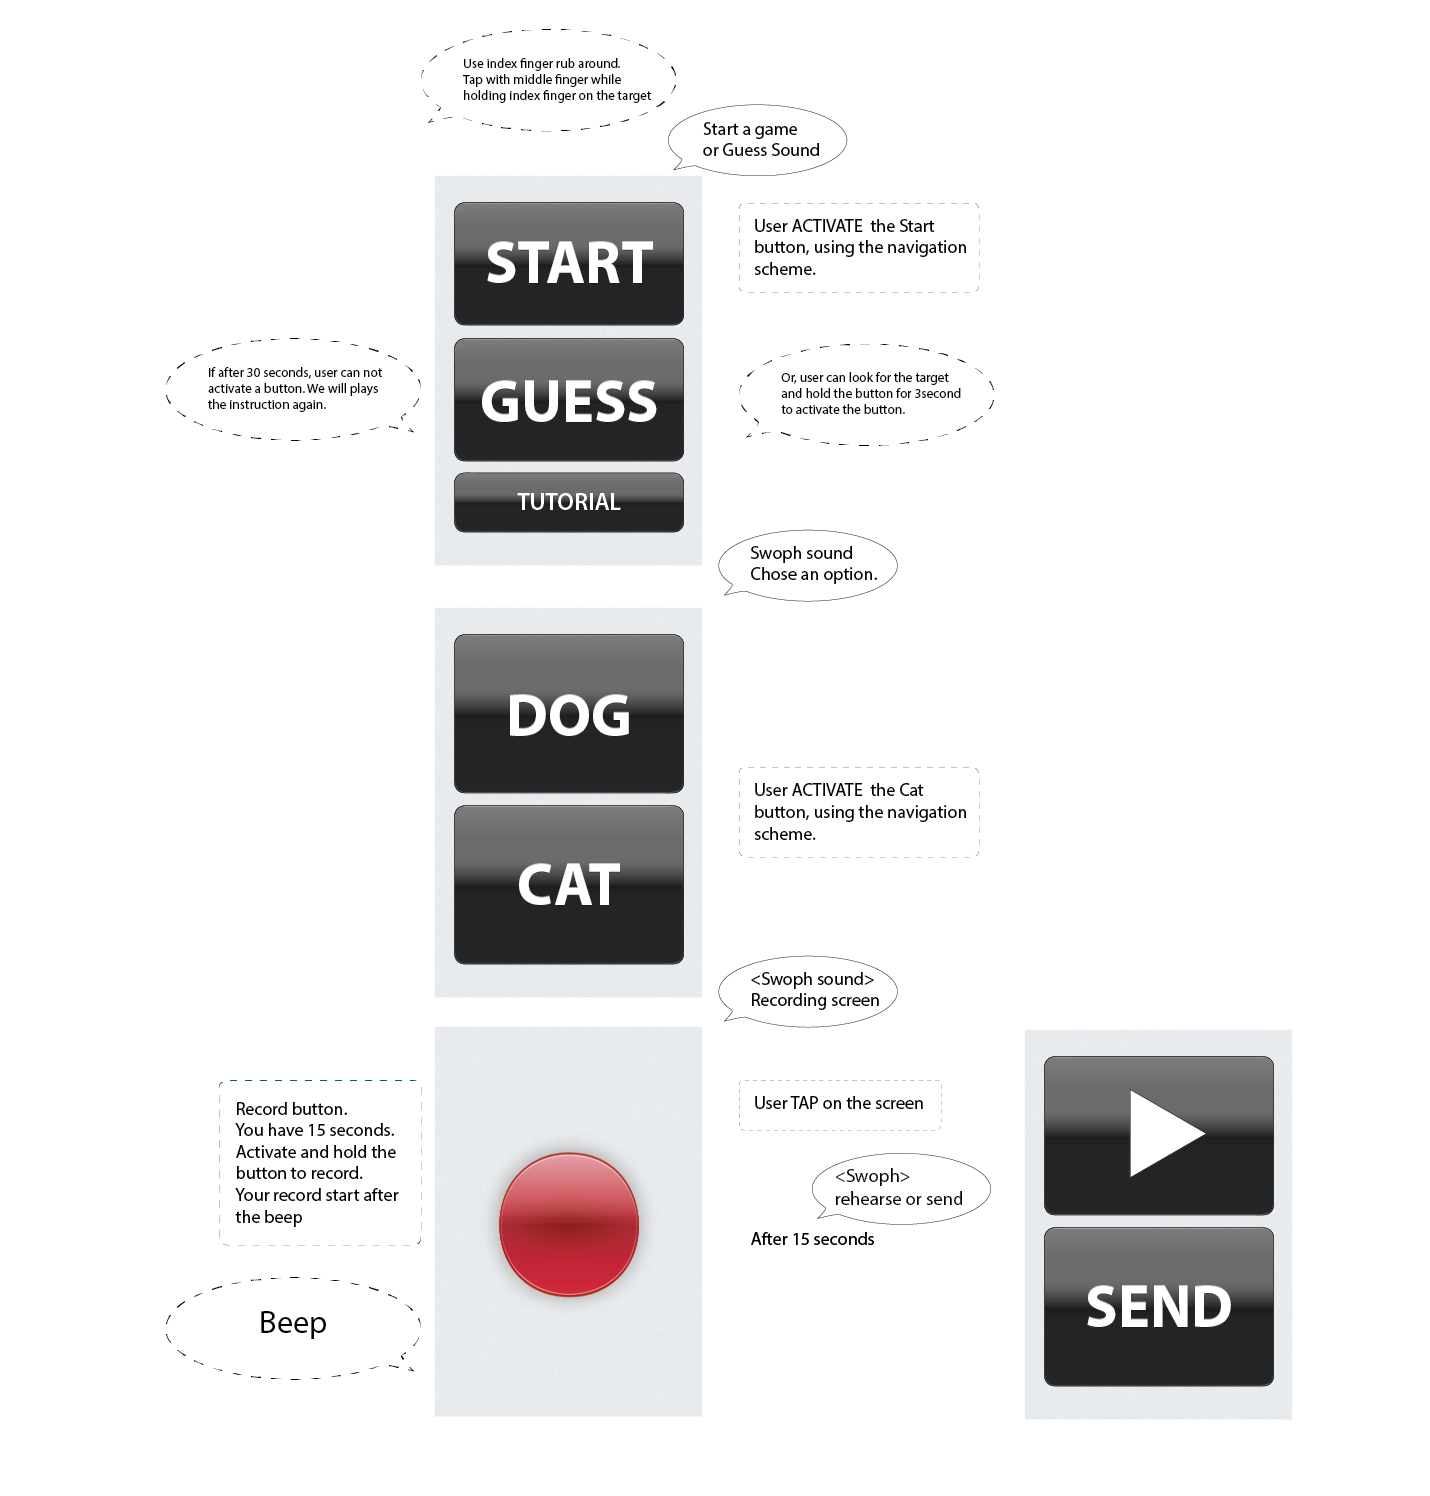 Use index finger rub around.
Tap with middle finger while
holding index finger on the target
Start a game
or Guess Sound
START
User ACTIVATE  the Start
button, using the navigation
scheme.
If after 30 seconds, user can not
activate a button. We will plays
the instruction again.
GUESS
Or, user can look for the target
and hold the button for 3second
to activate the button.
TUTORIAL
Swoph sound
Chose an option.
DOG
User ACTIVATE  the Cat
button, using the navigation
scheme.
CAT
<Swoph sound>
Recording screen
Record button.
You have 15 seconds.
Activate and hold the
button to record.
Your record start after
the beep
User TAP on the screen
<Swoph>
rehearse or send
After 15 seconds
Beep
SEND